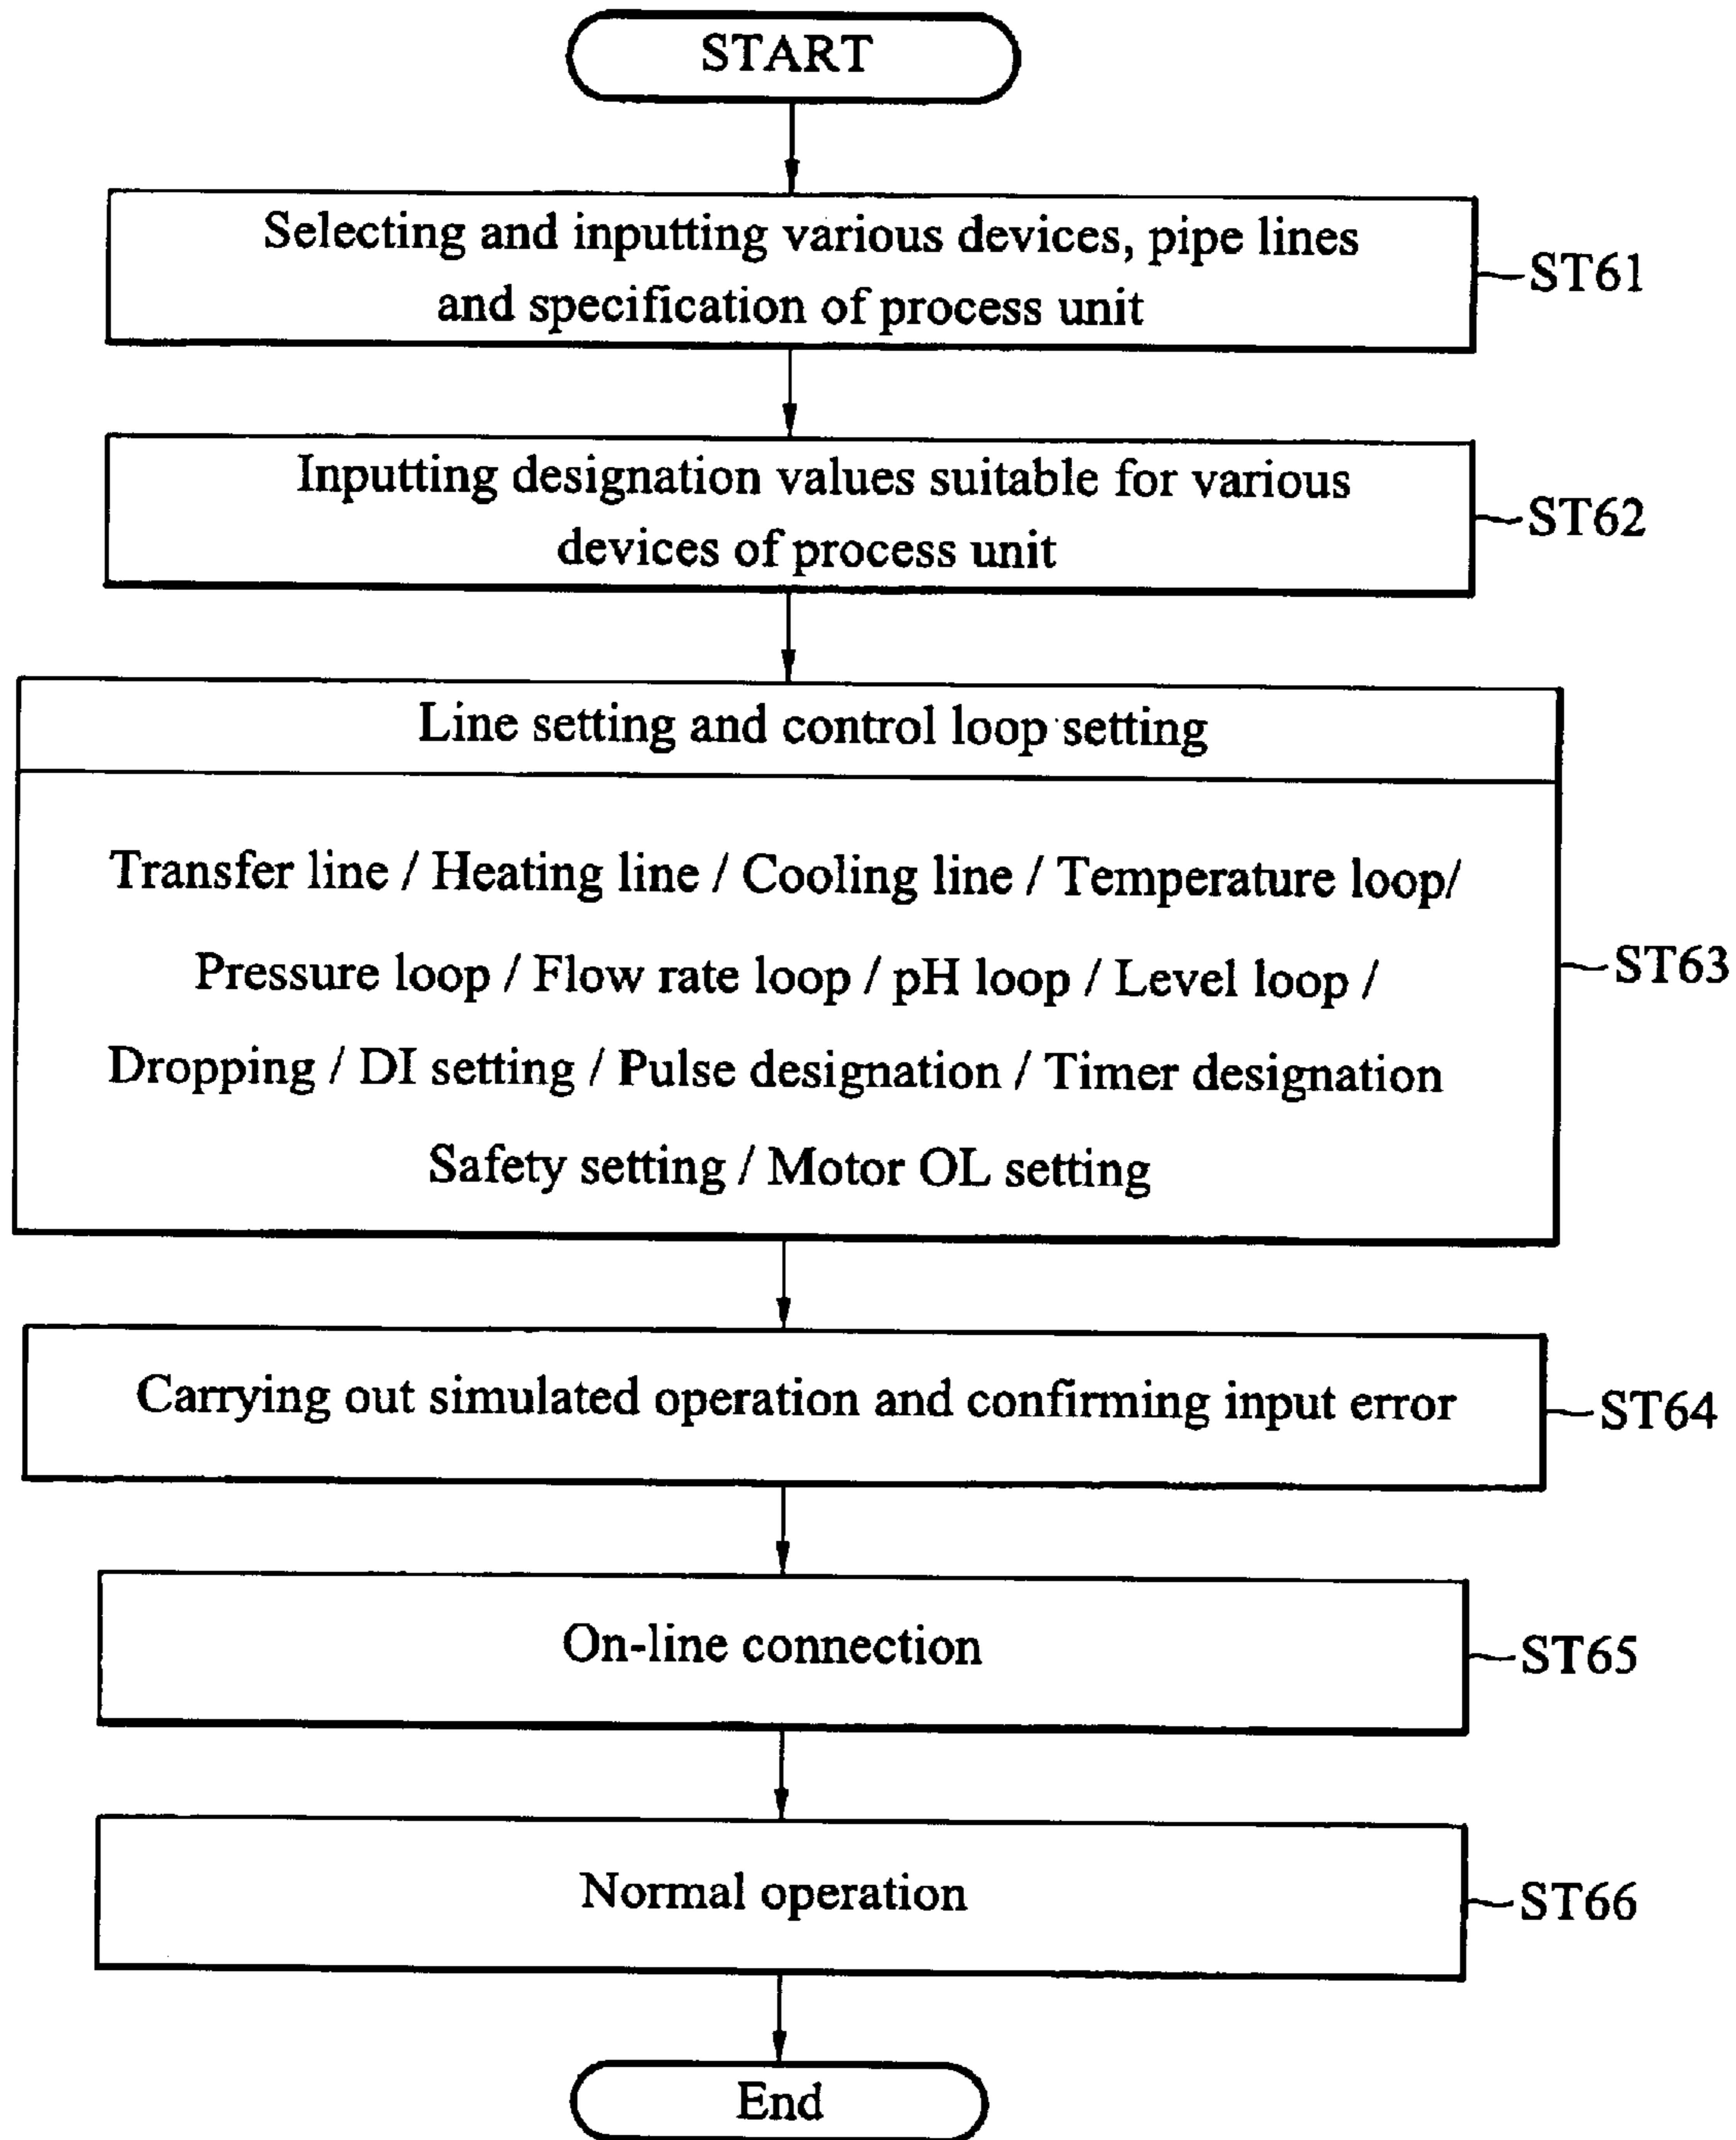 START
Selecting and inputting various devices, pipe lines
and specification of process unit
ST61
Inputting designation values suitable for various
devices of process unit
ST62
Line setting and control loop setting
Transfer line / Heating line / Cooling line / Temperature loop/
Pressure loop / Flow rate loop / pH loop / Level loop /
Dropping / DI setting / Pulse designation / Timer designation
Safety setting / Motor OL setting
ST63
Carrying out simulated operation and confirming input error
ST64
On-line connection
ST65
Normal operation
ST66
End